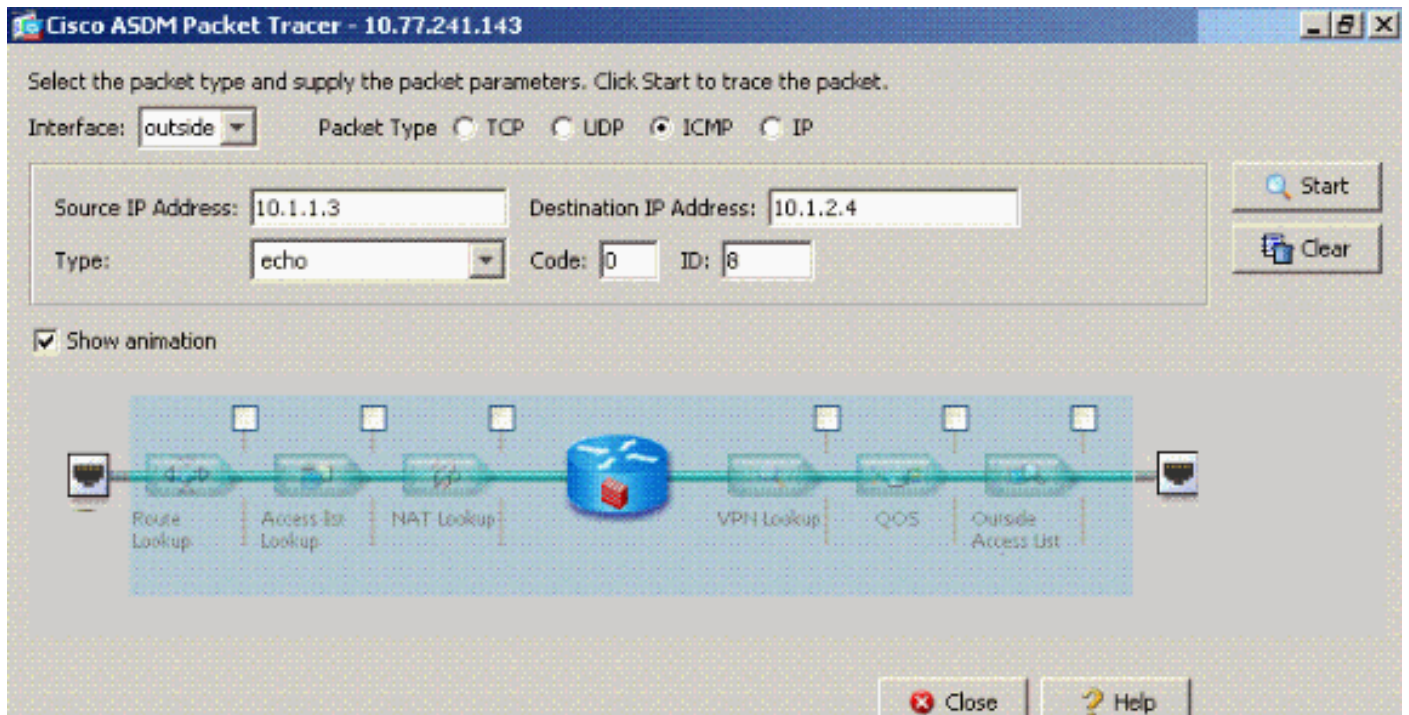 Cisco ASDM Packet Tracer - 10.77.241.143
Select the packet type and supply the packet parameters. Click Start to trace the packet.
Interface: outside Packet Type TCP UDP ICMP IP
Source IP Address: 10.1.1.3 Destination IP Address: 10.1.2.4
Start
Type: echo Code: 0 ID: 8
Clear
Show animation
Route Lookup
Access list Lookup
NAT Lookup
VPN Lookup
QOS
Outside Access List
Close Help